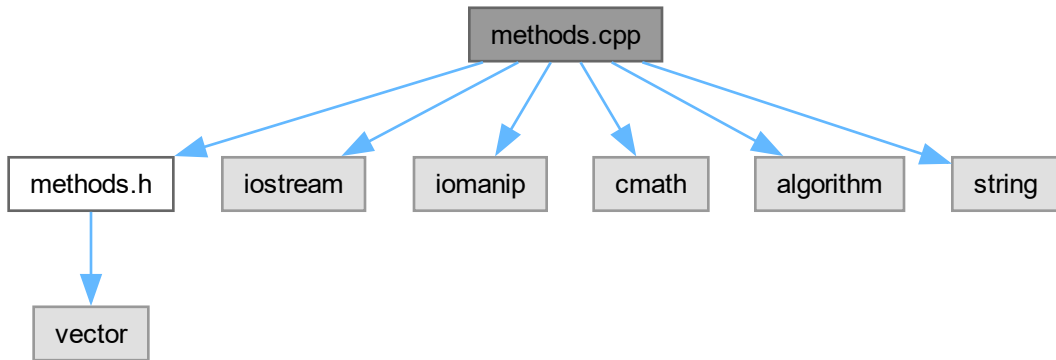 methods.cpp
methods.h
iostream
iomanip
cmath
algorithm
string
vector